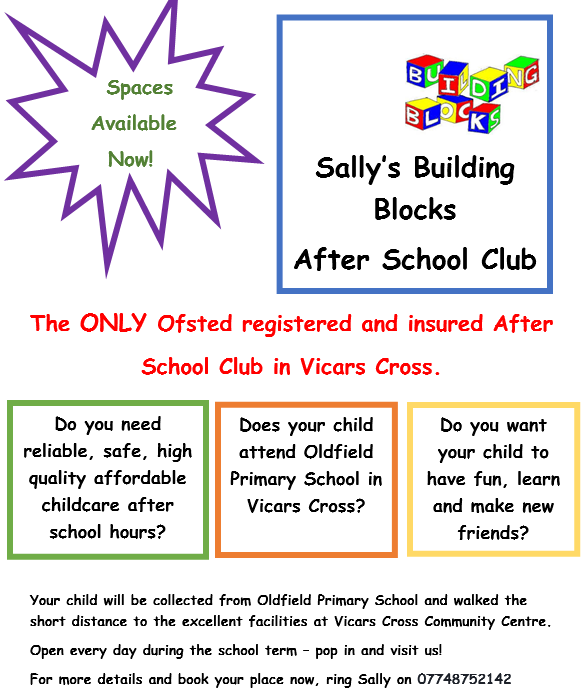 Spaces
Available
Now!
BUILDING
BLOCKS
Sally's Building
Blocks
After School Club
The ONLY Ofsted registered and insured After
School Club in Vicars Cross.
Do you need
reliable, safe, high
quality affordable
childcare after
school hours?
Does your child
attend Oldfield
Primary School in
Vicars Cross?
Do you want
your child to
have fun, learn
and make new
friends?
Your child will be collected from Oldfield Primary School and walked the
short distance to the excellent facilities at Vicars Cross Community Centre.
Open every day during the school term – pop in and visit us!
For more details and book your place now, ring Sally on 07748752142